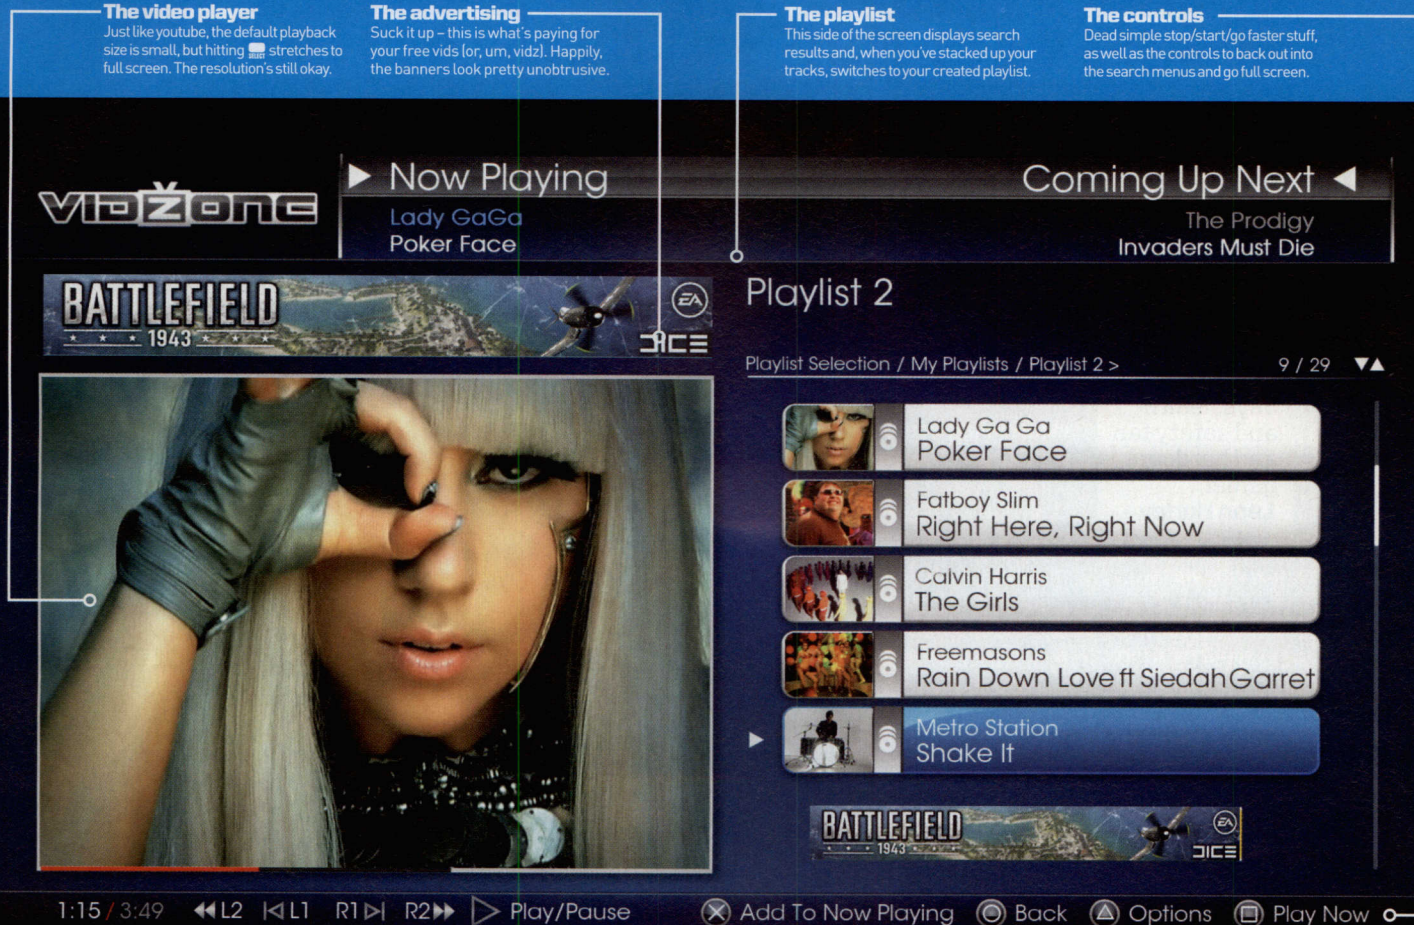 The video player
Just like youtube, the default playback
size is small, but hitting SELECT stretches to
full screen. The resolution's still okay.
The advertising
Suck it up – this is what's paying for
your free vids (or, um, vidz). Happily,
the banners look pretty unobtrusive.
The playlist
This side of the screen displays search
results and, when you've stacked up your
tracks, switches to your created playlist.
The controls
Dead simple stop/start/go faster stuff,
as well as the controls to back out into
the search menus and go full screen.
VIDZONE
Now Playing
Lady GaGa
Poker Face
Coming Up Next
The Prodigy
Invaders Must Die
BATTLEFIELD
1943
EA
DICE
Playlist 2
Playlist Selection / My Playlists / Playlist 2 >
9 / 29
Lady Ga Ga
Poker Face
Fatboy Slim
Right Here, Right Now
Calvin Harris
The Girls
Freemasons
Rain Down Love ft Siedah Garret
Metro Station
Shake It
BATTLEFIELD
1943
EA
DICE
1:15 / 3:49
L2
L1
R1
R2
Play/Pause
Add To Now Playing
Back
Options
Play Now